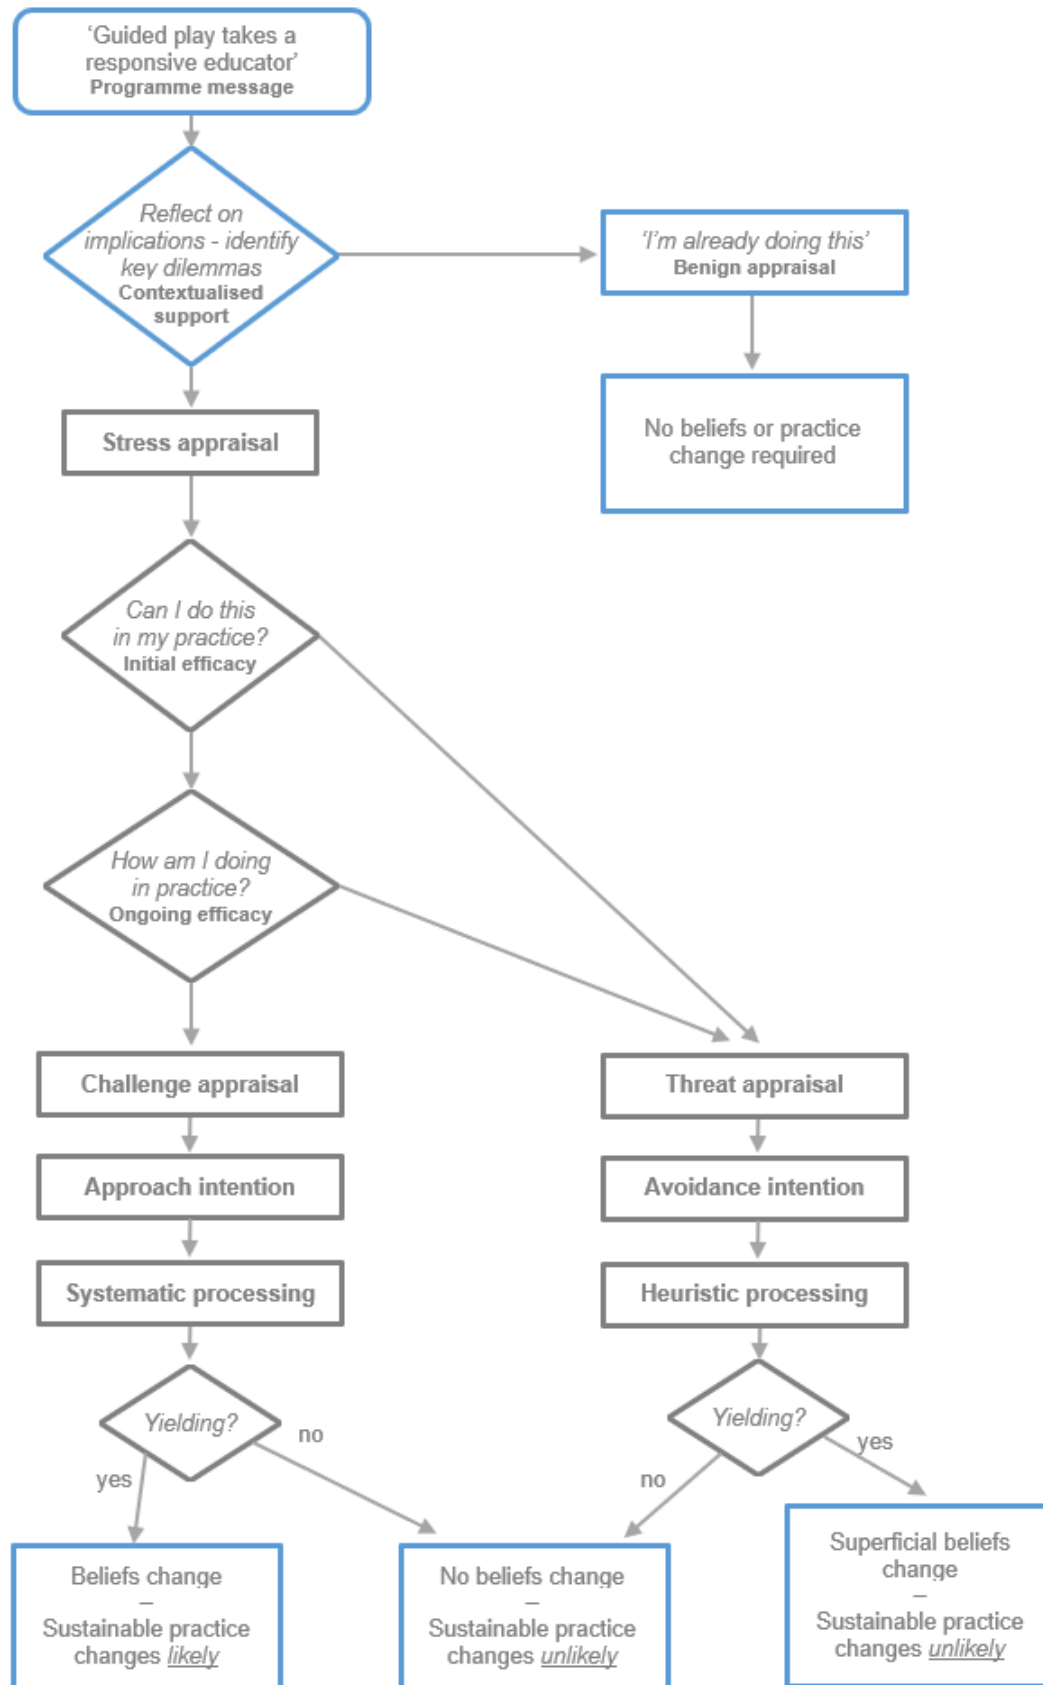 ‘Guided play takes a
responsive educator’
Programme message
Reflect on
implications - identify
key dilemmas
Contextualised
support
‘I’m already doing this’
Benign appraisal
No beliefs or practice
change required
Stress appraisal
Can I do this
in my practice?
Initial efficacy
How am I doing
in practice?
Ongoing efficacy
Challenge appraisal
Threat appraisal
Approach intention
Avoidance intention
Systematic processing
Heuristic processing
Yielding?
no
yes
Yielding?
yes
no
Beliefs change
–
Sustainable practice
changes likely
No beliefs change
–
Sustainable practice
changes unlikely
Superficial beliefs
change
–
Sustainable practice
changes unlikely